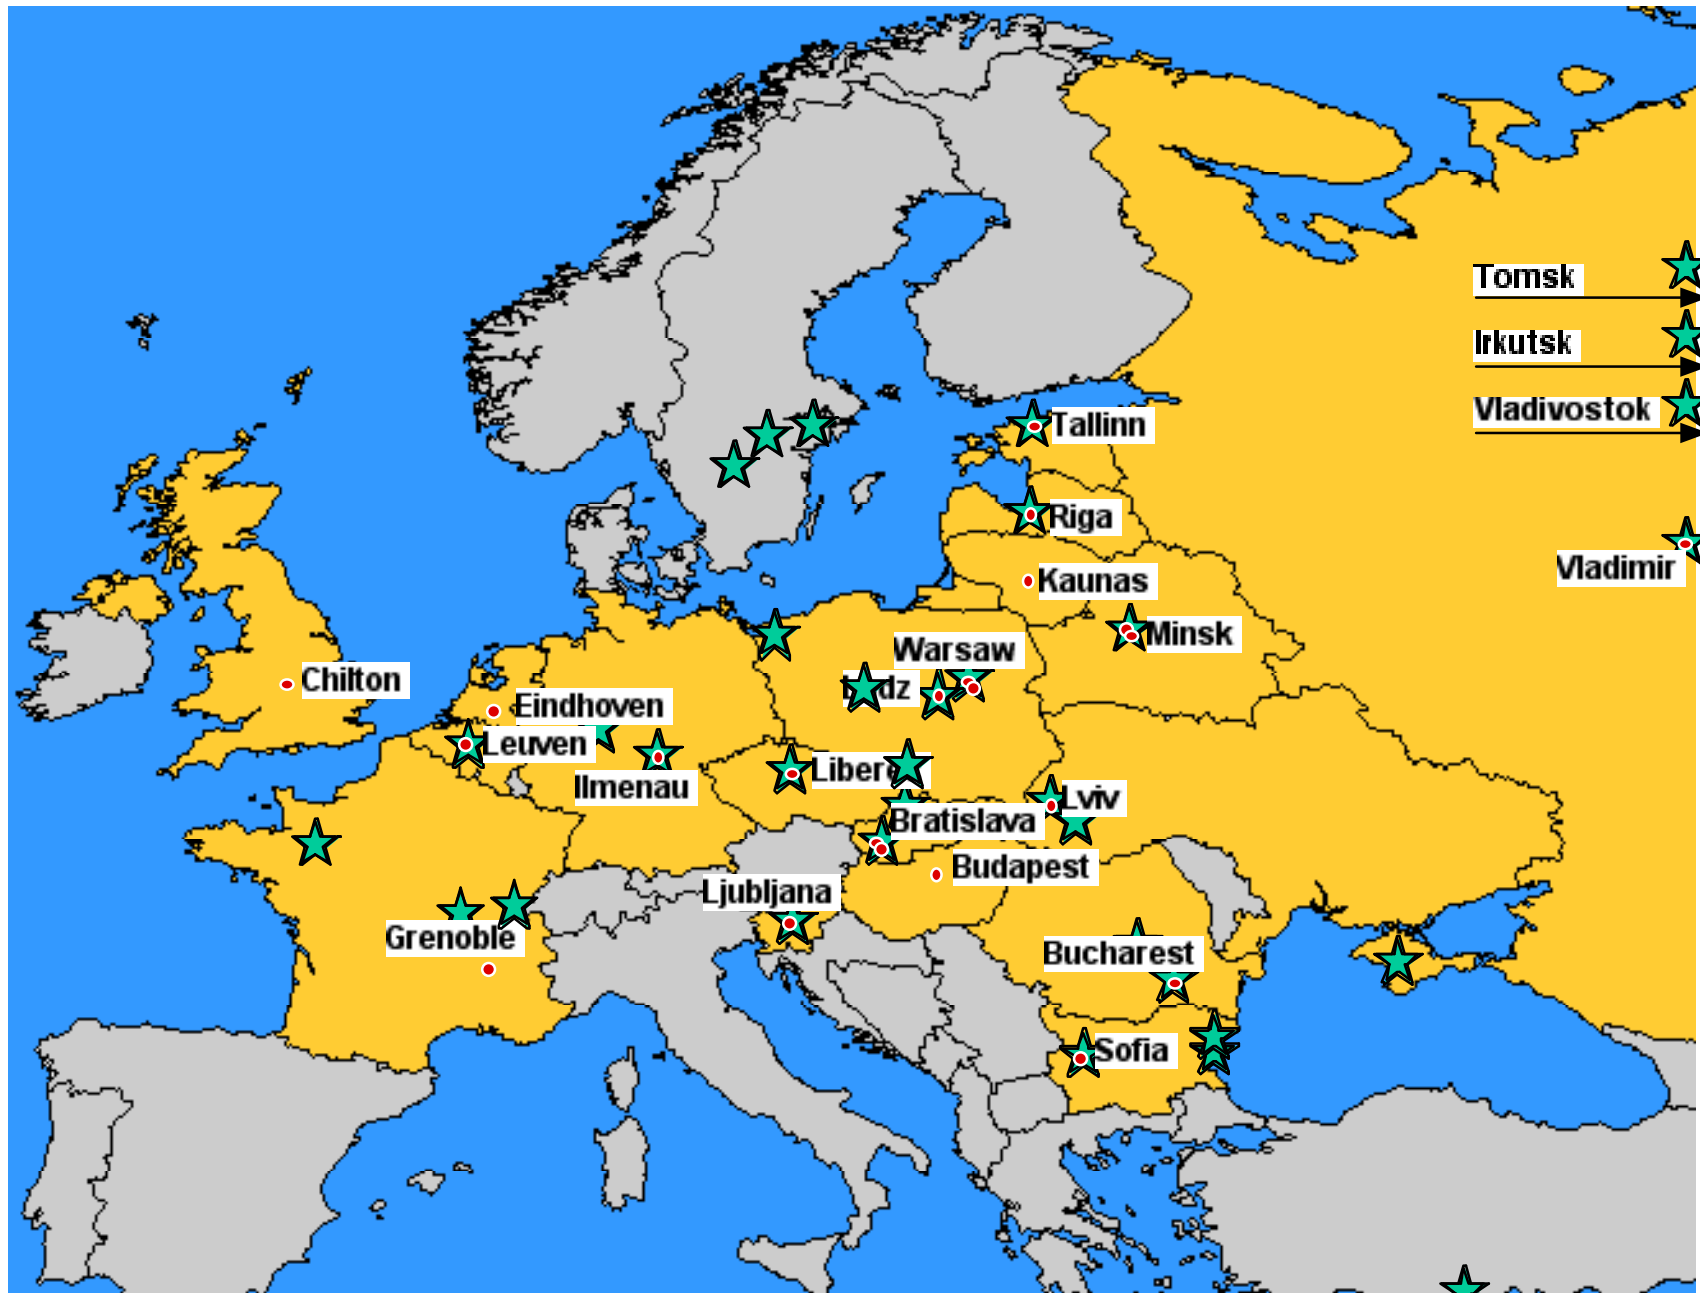 Tomsk
Irkutsk
Vladivostok
Tallinn
Riga
Vladimir
Kaunas
Minsk
Warsaw
Chilton
Eindhoven
Leuven
Ilmenau
Lviv
Bratislava
Budapest
Ljubljana
Grenoble
Bucharest
Sofia